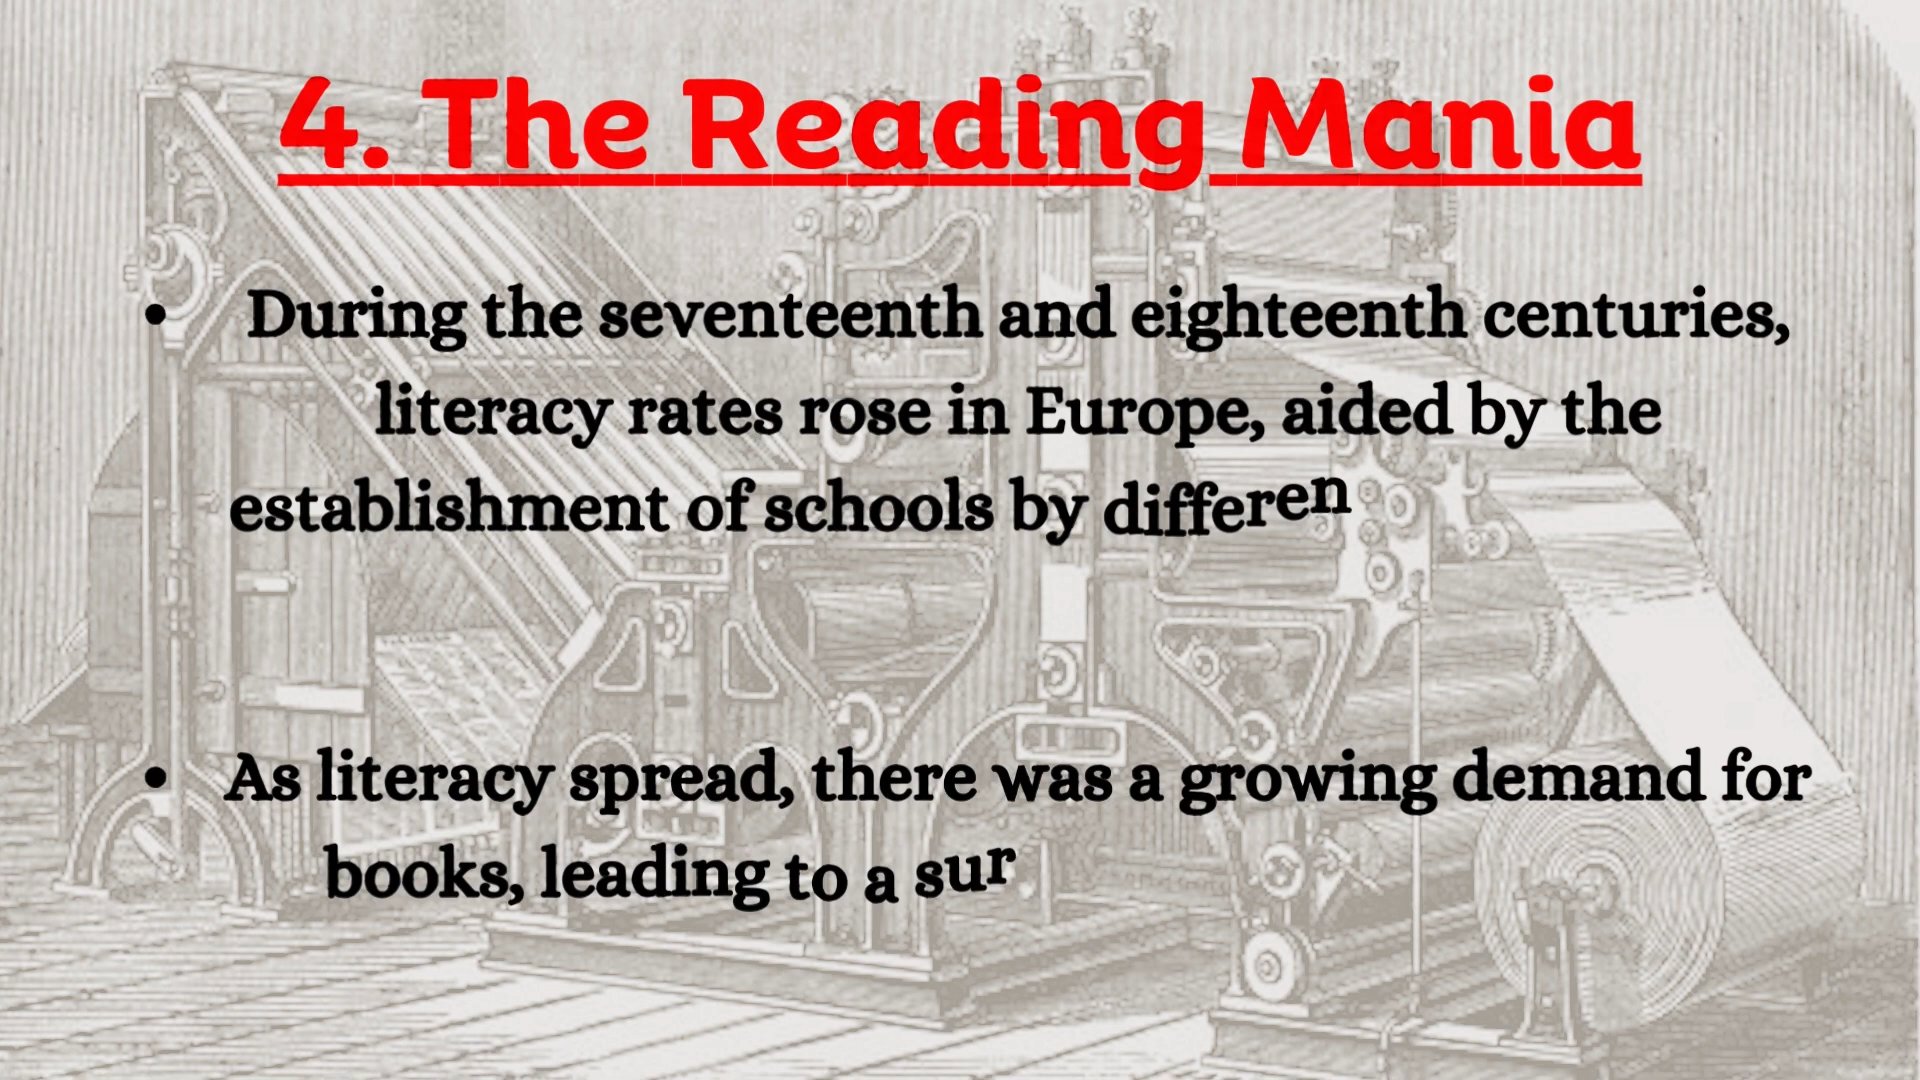 4. The Reading Mania
• During the seventeenth and eighteenth centuries,
literacy rates rose in Europe, aided by the
establishment of schools by differen
• As literacy spread, there was a growing demand for
books, leading to a sur